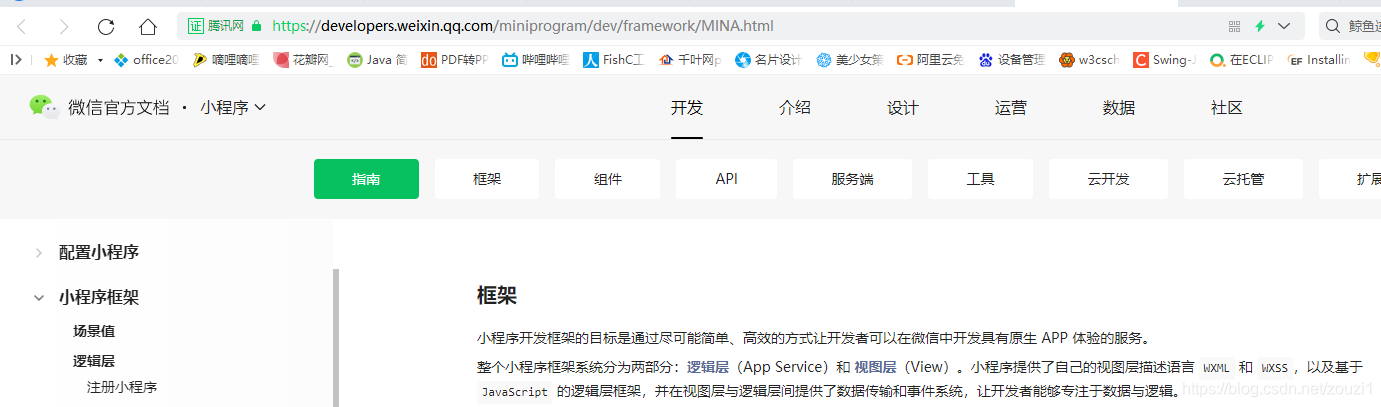 证 腾讯网 https://developers.weixin.qq.com/miniprogram/dev/framework/MINA.html
收藏 office20 嘀哩嘀哩 花瓣网_ Java 简 do PDF转PP 哔哩哔哩 人 FishC工 千叶网p 名片设计 美少女集 阿里云免 设备管理 w3csch C Swing-J 在ECLIP EF Installin
微信官方文档 · 小程序 开发 介绍 设计 运营 数据 社区
指南 框架 组件 API 服务端 工具 云开发 云托管
配置小程序
小程序框架
场景值
逻辑层
注册小程序
框架
小程序开发框架的目标是通过尽可能简单、高效的方式让开发者可以在微信中开发具有原生 APP 体验的服务。
整个小程序框架系统分为两部分：逻辑层（App Service）和 视图层（View）。小程序提供了自己的视图层描述语言 WXML 和 WXSS，以及基于
JavaScript 的逻辑层框架，并在视图层与逻辑层间提供了数据传输和事件系统，让开发者能够专注于数据与逻辑。
https://blog.csdn.net/zouzi1